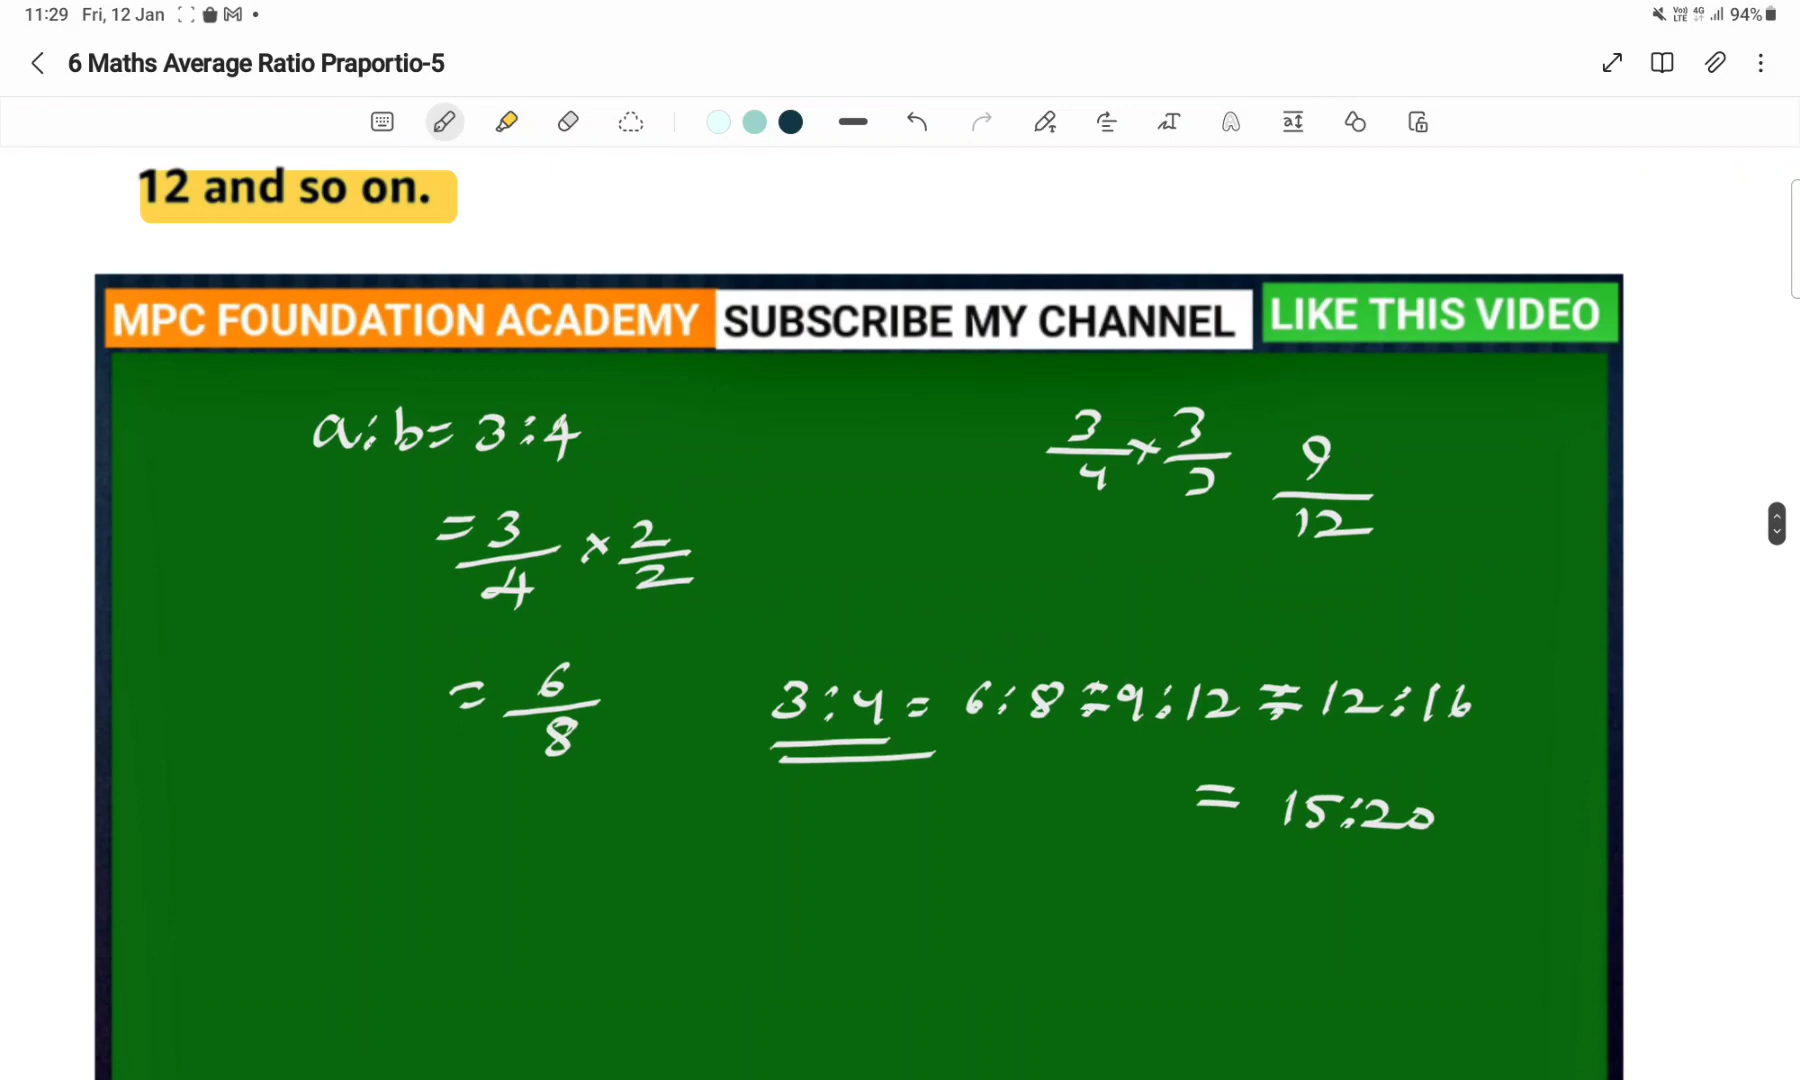 11:29 Fri, 12 Jan
94%
6 Maths Average Ratio Praportio-5
12 and so on.
MPC FOUNDATION ACADEMY SUBSCRIBE MY CHANNEL LIKE THIS VIDEO
a:b= 3:4
3/4 × 3/3 9/12
= 3/4 × 2/2
= 6/8
3:4 = 6:8 = 9:12 = 12:16
= 15:20